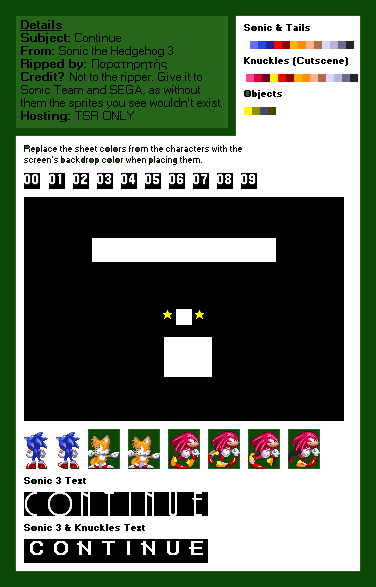 Details
Subject: Continue
From: Sonic the Hedgehog 3
Ripped by: Παρατηρητής
Credit? Not to the ripper. Give it to
Sonic Team and SEGA, as without
them the sprites you see wouldn't exist.
Hosting: TSR ONLY
Sonic & Tails
Knuckles (Cutscene)
Objects
Replace the sheet colors from the characters with the
screen's backdrop color when placing them.
00 01 02 03 04 05 06 07 08 09
Sonic 3 Text
CONTINUE
Sonic 3 & Knuckles Text
CONTINUE